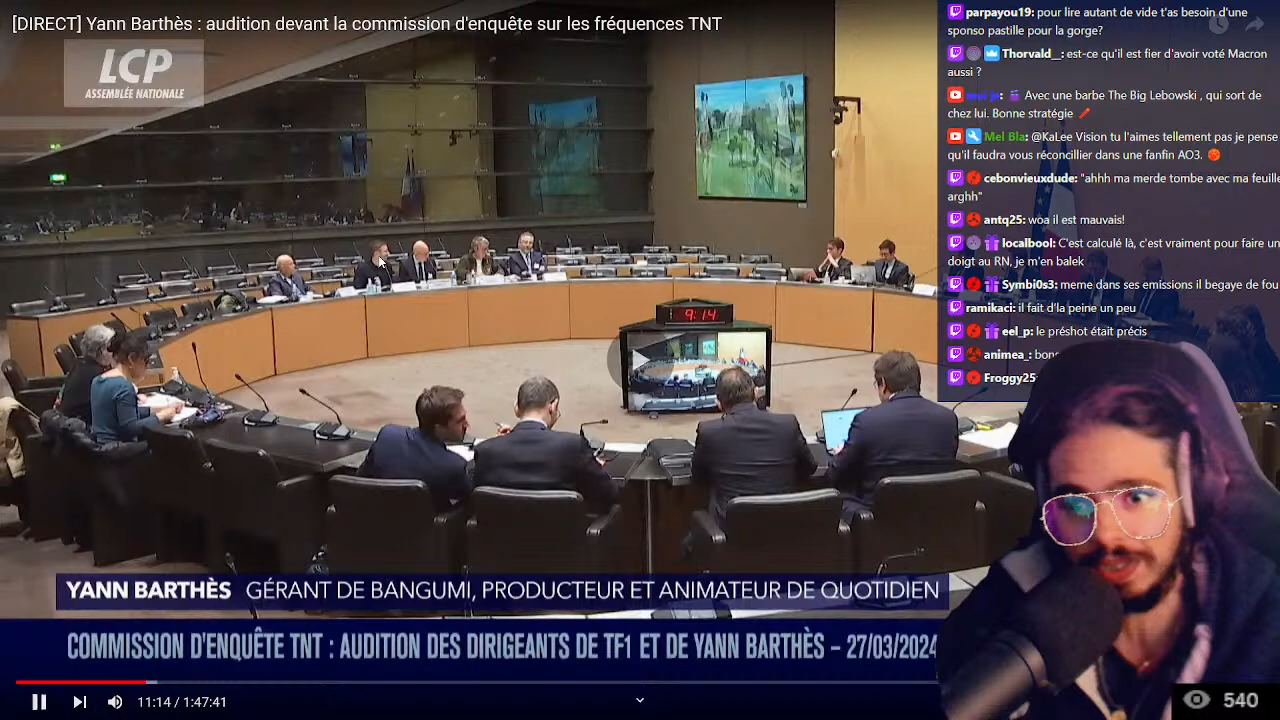 [DIRECT] Yann Barthès : audition devant la commission d'enquête sur les fréquences TNT
LCP
ASSEMBLÉE NATIONALE
9:14
YANN BARTHÈS GÉRANT DE BANGUMI, PRODUCTEUR ET ANIMATEUR DE QUOTIDIEN
COMMISSION D'ENQUÊTE TNT : AUDITION DES DIRIGEANTS DE TF1 ET DE YANN BARTHÈS – 27/03/2024
11:14 / 1:47:41
parpayou19: pour lire autant de vide t'as besoin d'une
sponso pastille pour la gorge?
Thorvald__: est-ce qu'il est fier d'avoir voté Macron
aussi ?
Avec une barbe The Big Lebowski , qui sort de
chez lui. Bonne stratégie
Mel Bla: @KaLee Vision tu l'aimes tellement pas je pense
qu'il faudra vous réconcillier dans une fanfin AO3.
cebonvieuxdude: "ahhh ma merde tombe avec ma feuille
arghh"
antq25: woa il est mauvais!
localbool: C'est calculé là, c'est vraiment pour faire un
doigt au RN, je m'en balek
Symbi0s3: meme dans ses emissions il begaye de fou
ramikaci: il fait d'la peine un peu
eel_p: le préshot était précis
animea_: bon
Froggy25
540